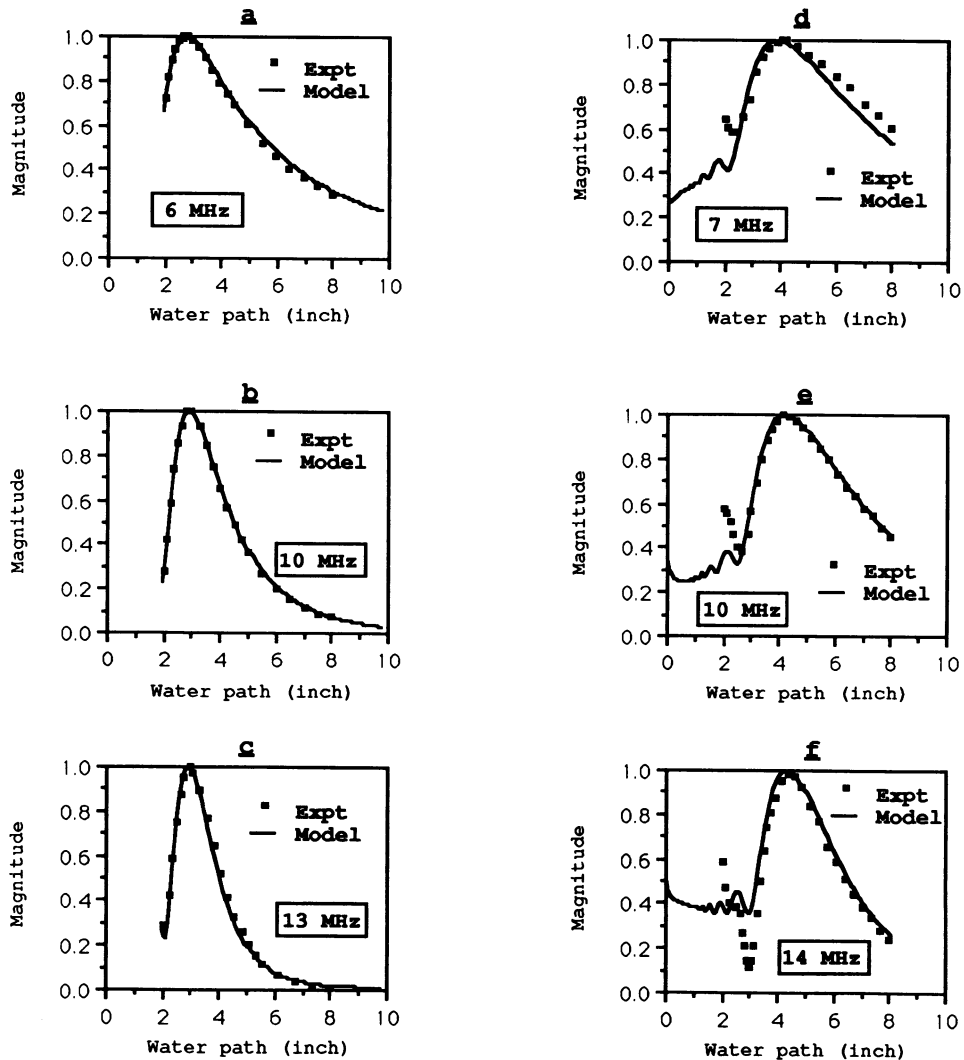 a
Magnitude
1.0
0.8
0.6
0.4
0.2
0.0
Expt
Model
6 MHz
0 2 4 6 8 10
Water path (inch)
d
Magnitude
1.0
0.8
0.6
0.4
0.2
0.0
Expt
Model
7 MHz
0 2 4 6 8 10
Water path (inch)
b
Magnitude
1.0
0.8
0.6
0.4
0.2
0.0
Expt
Model
10 MHz
0 2 4 6 8 10
Water path (inch)
e
Magnitude
1.0
0.8
0.6
0.4
0.2
0.0
Expt
Model
10 MHz
0 2 4 6 8 10
Water path (inch)
c
Magnitude
1.0
0.8
0.6
0.4
0.2
0.0
Expt
Model
13 MHz
0 2 4 6 8 10
Water path (inch)
f
Magnitude
1.0
0.8
0.6
0.4
0.2
0.0
Expt
Model
14 MHz
0 2 4 6 8 10
Water path (inch)